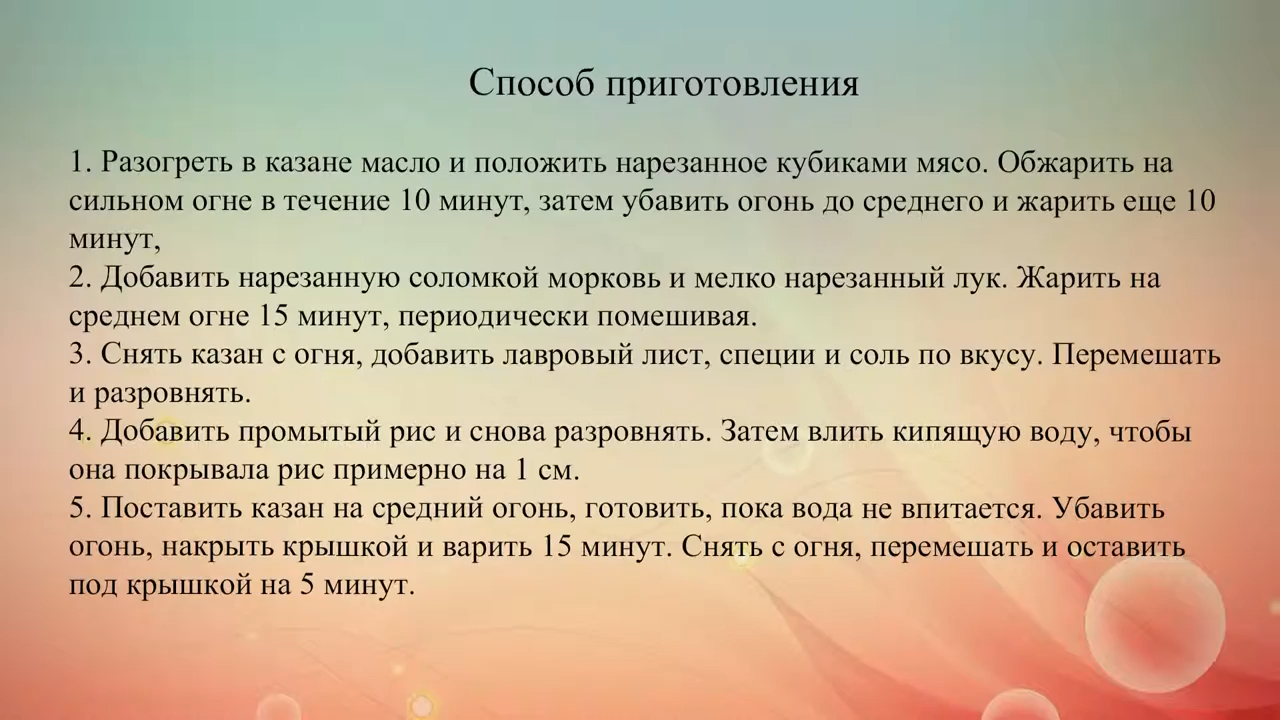 Способ приготовления
1. Разогреть в казане масло и положить нарезанное кубиками мясо. Обжарить на
сильном огне в течение 10 минут, затем убавить огонь до среднего и жарить еще 10
минут,
2. Добавить нарезанную соломкой морковь и мелко нарезанный лук. Жарить на
среднем огне 15 минут, периодически помешивая.
3. Снять казан с огня, добавить лавровый лист, специи и соль по вкусу. Перемешать
и разровнять.
4. Добавить промытый рис и снова разровнять. Затем влить кипящую воду, чтобы
она покрывала рис примерно на 1 см.
5. Поставить казан на средний огонь, готовить, пока вода не впитается. Убавить
огонь, накрыть крышкой и варить 15 минут. Снять с огня, перемешать и оставить
под крышкой на 5 минут.